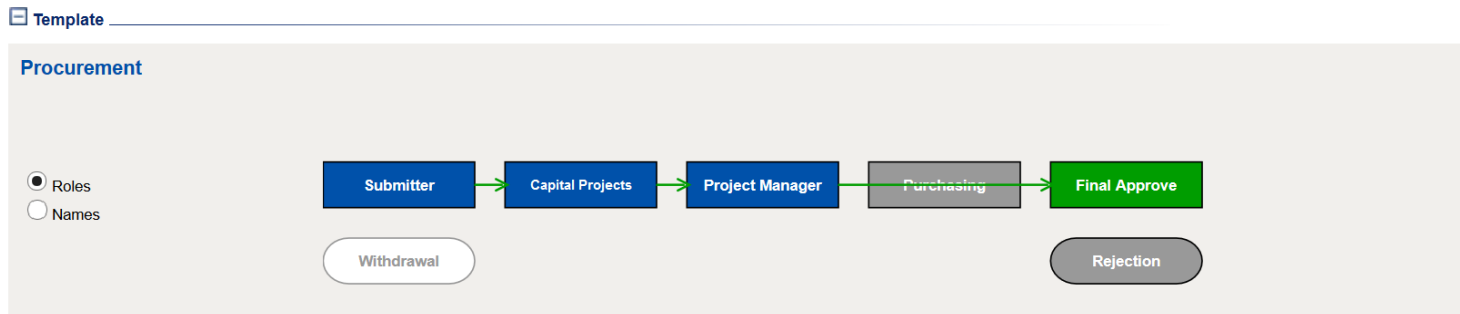 Template
Procurement
Roles
Names
Submitter
Capital Projects
Project Manager
Purchasing
Final Approve
Withdrawal
Rejection